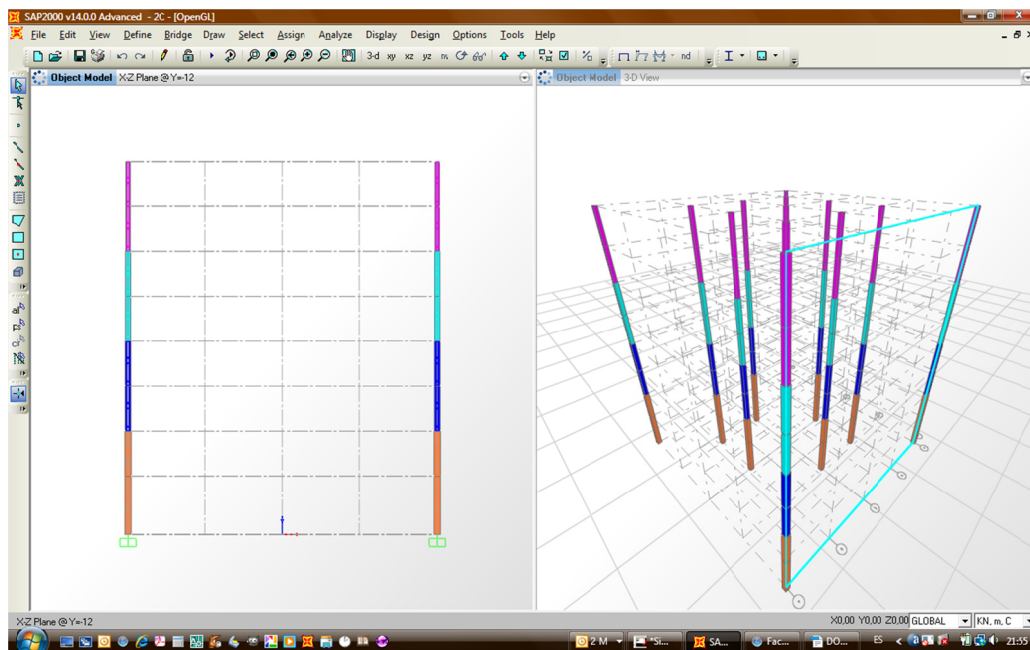 SAP2000 v14.0.0 Advanced - 2C - [OpenGL]
File Edit View Define Bridge Draw Select Assign Analyze Display Design Options Tools Help
3-d xy xz yz nv nd
Object Model X-Z Plane @ Y=-12
Object Model 3-D View
X-Z Plane @ Y=-12
X0,00 Y0,00 Z0,00 GLOBAL KN, m, C
2 M *Si... SA... Fac... DO... ES 21:55